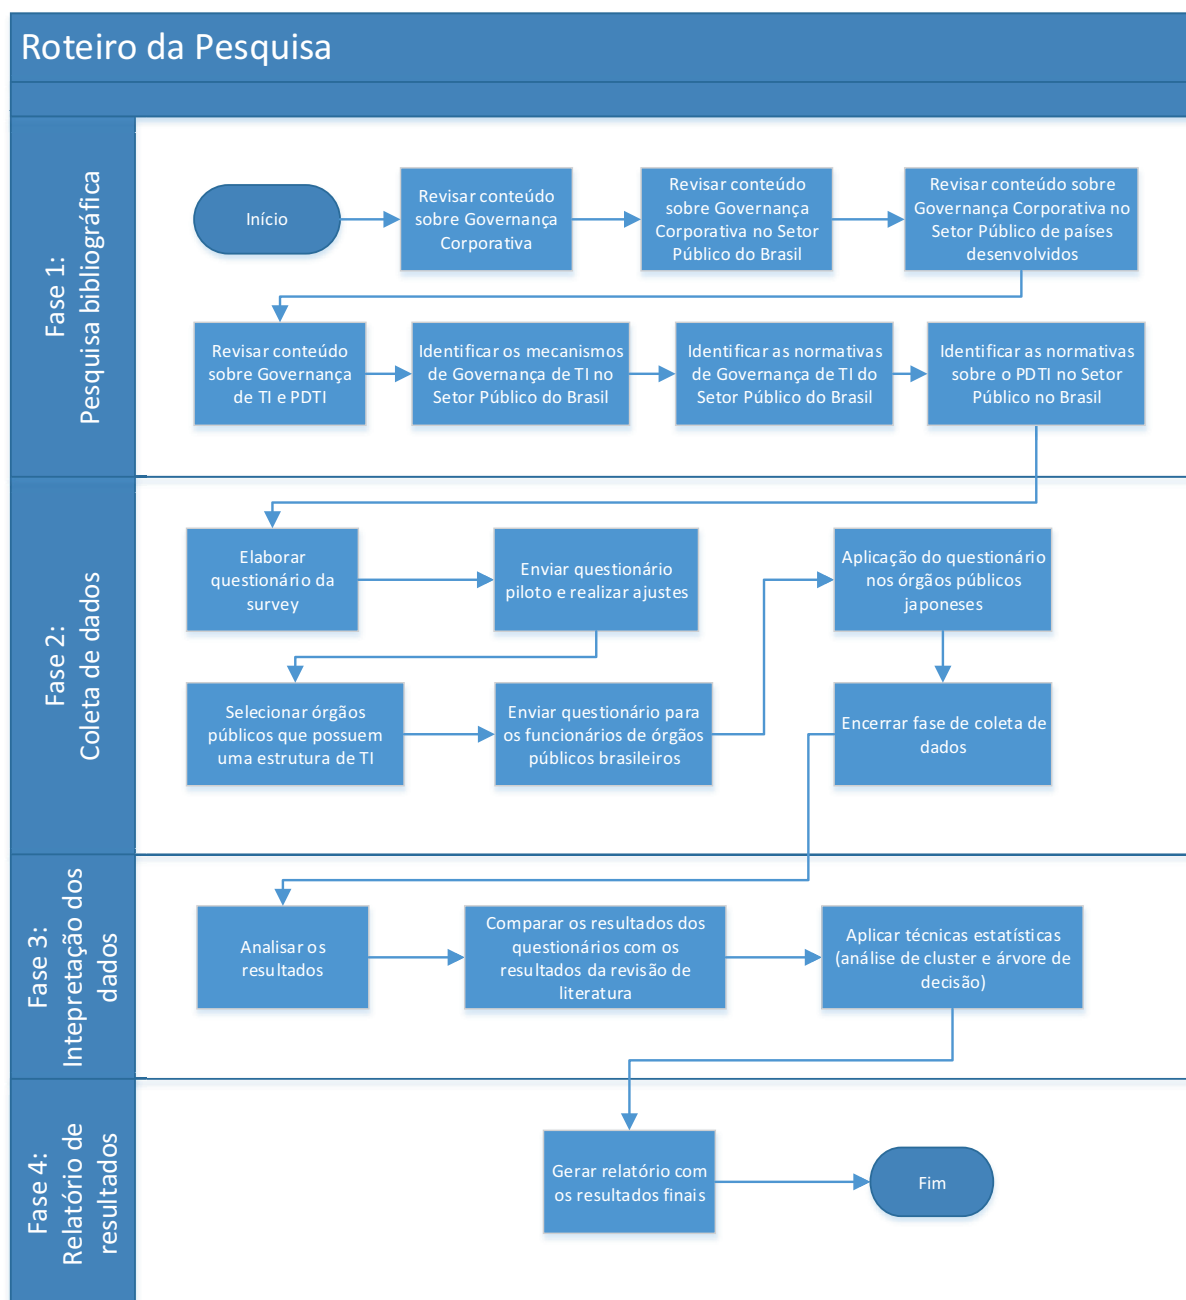 Roteiro da Pesquisa
Fase 1:
Pesquisa bibliográfica
Início
Revisar conteúdo
sobre Governança
Corporativa
Revisar conteúdo
sobre Governança
Corporativa no Setor
Público do Brasil
Revisar conteúdo sobre
Governança Corporativa no
Setor Público de países
desenvolvidos
Revisar conteúdo
sobre Governança
de TI e PDTI
Identificar os mecanismos
de Governança de TI no
Setor Público do Brasil
Identificar as normativas
de Governança de TI do
Setor Público do Brasil
Identificar as normativas
sobre o PDTI no Setor
Público no Brasil
Fase 2:
Coleta de dados
Elaborar
questionário da
survey
Enviar questionário
piloto e realizar ajustes
Aplicação do questionário
nos órgãos públicos
japoneses
Selecionar órgãos
públicos que possuem
uma estrutura de TI
Enviar questionário para
os funcionários de órgãos
públicos brasileiros
Encerrar fase de coleta de
dados
Fase 3:
Intepretação dos
dados
Analisar os
resultados
Comparar os resultados dos
questionários com os
resultados da revisão de
literatura
Aplicar técnicas estatísticas
(análise de cluster e árvore de
decisão)
Fase 4:
Relatório de
resultados
Gerar relatório com
os resultados finais
Fim